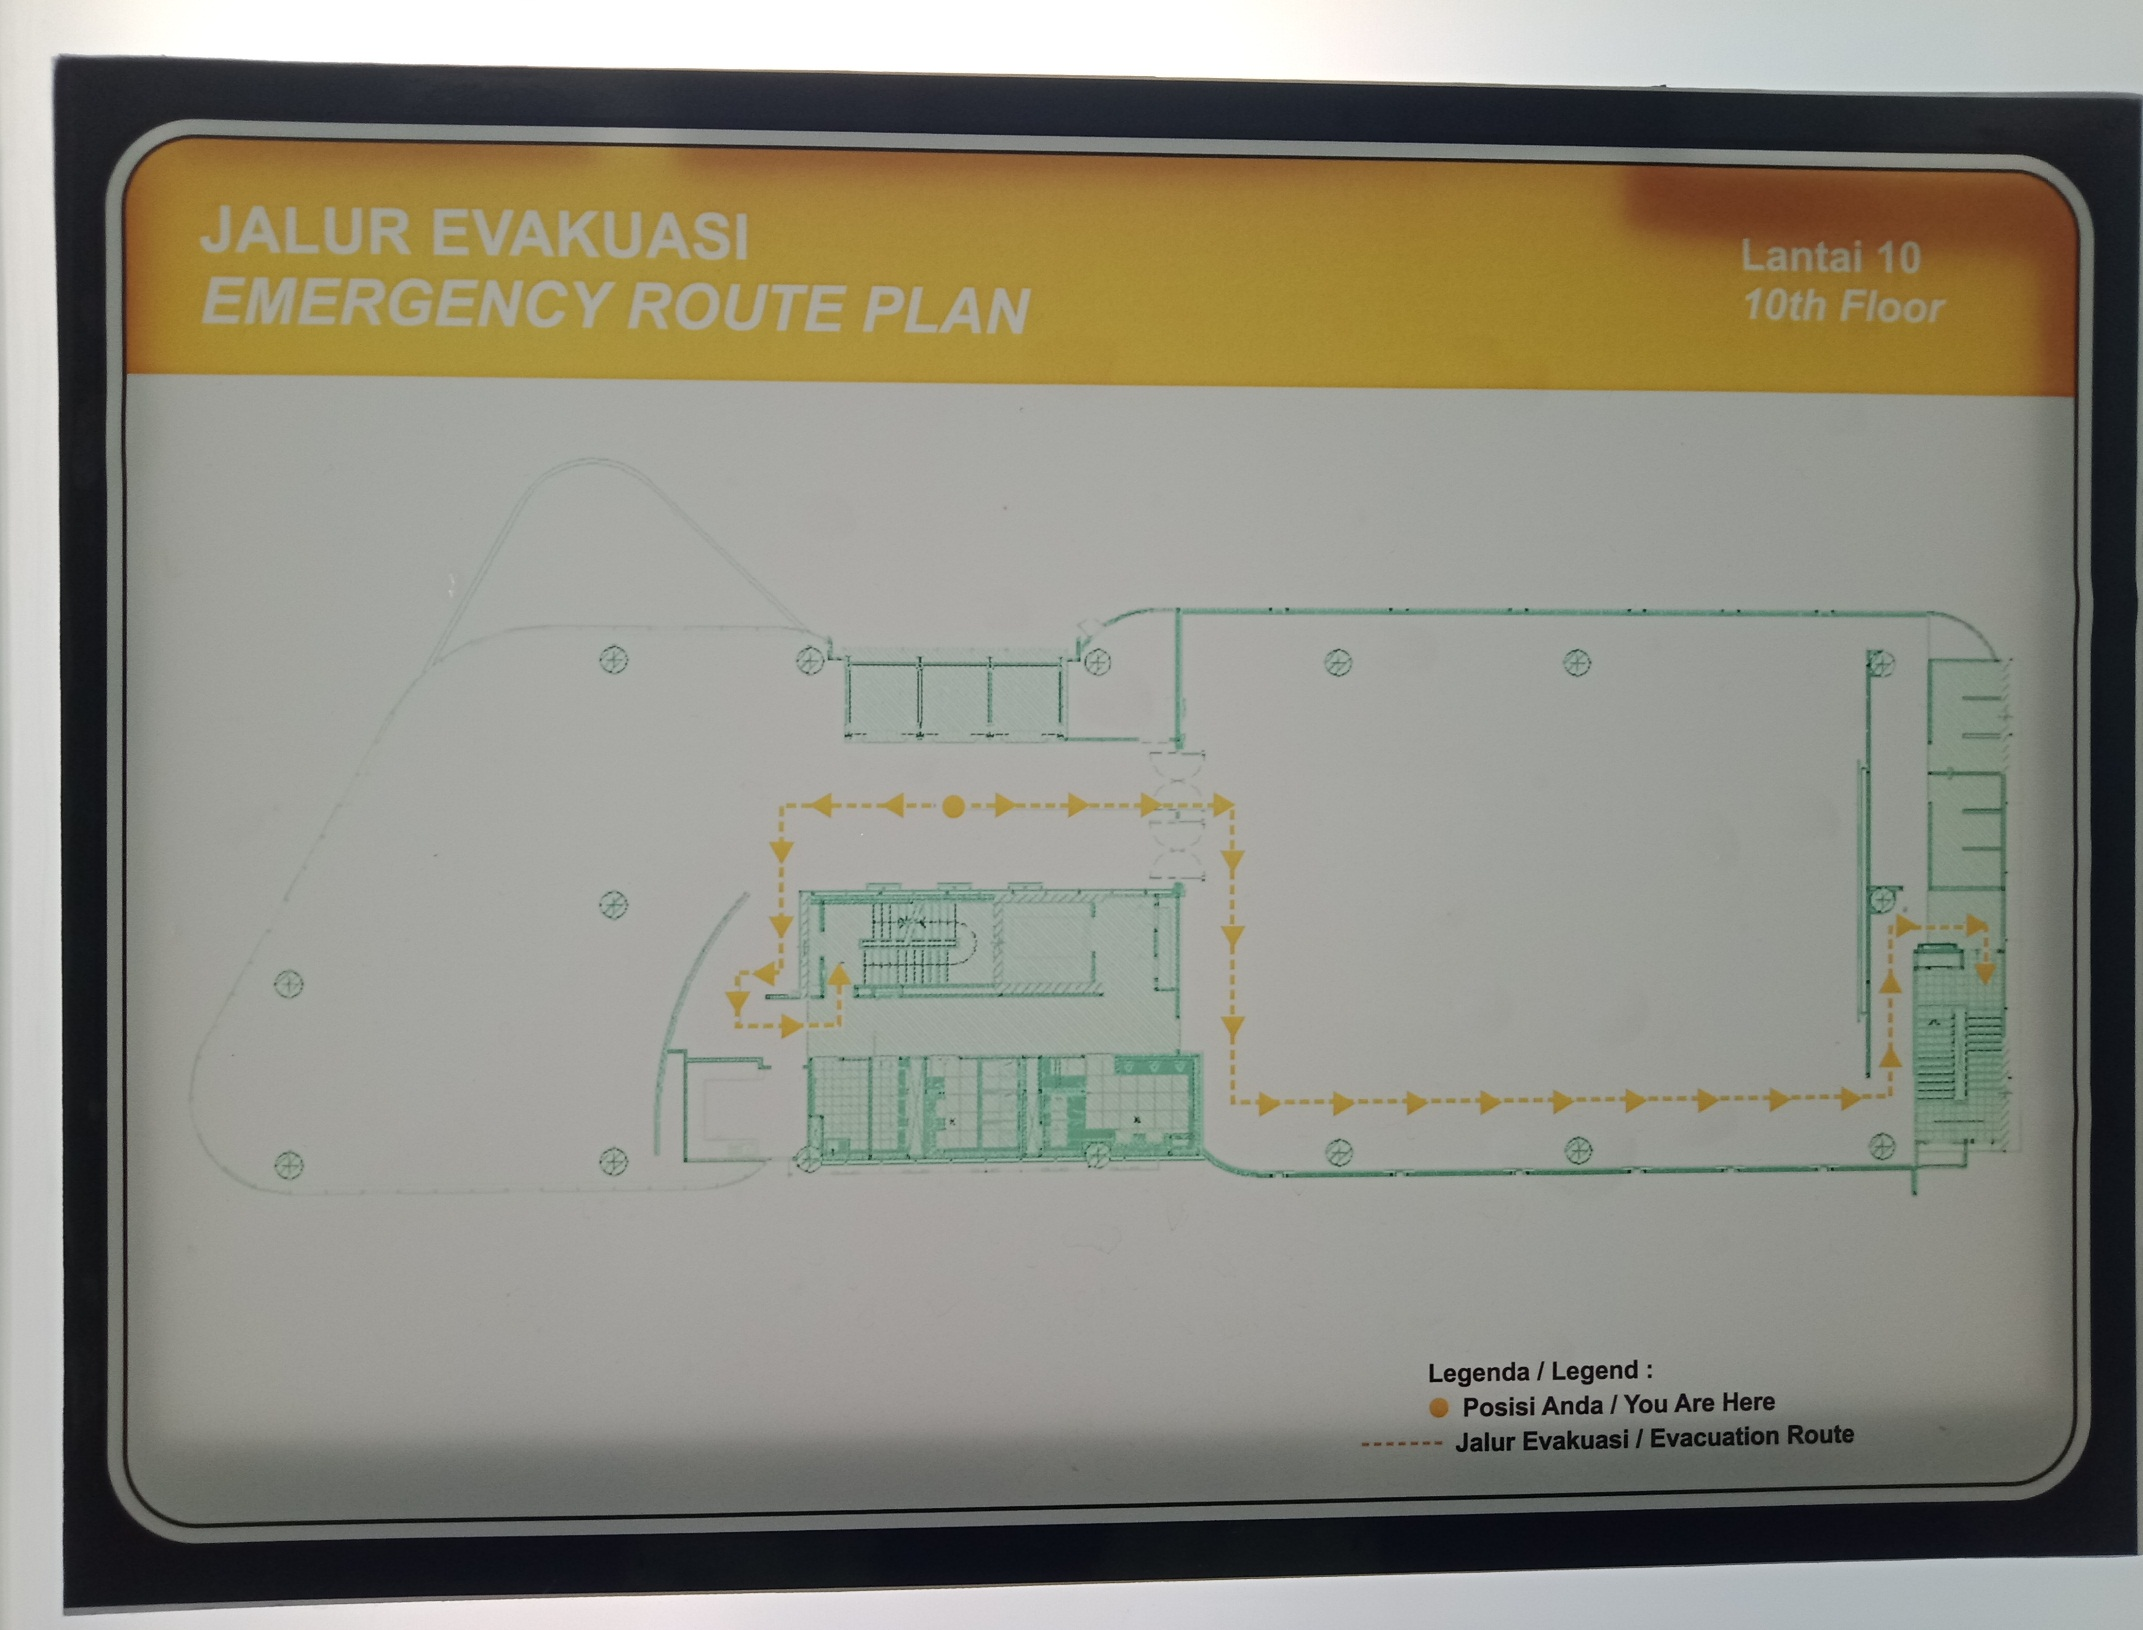 JALUR EVAKUASI
EMERGENCY ROUTE PLAN
Lantai 10
10th Floor
Legenda / Legend :
Posisi Anda / You Are Here
Jalur Evakuasi / Evacuation Route